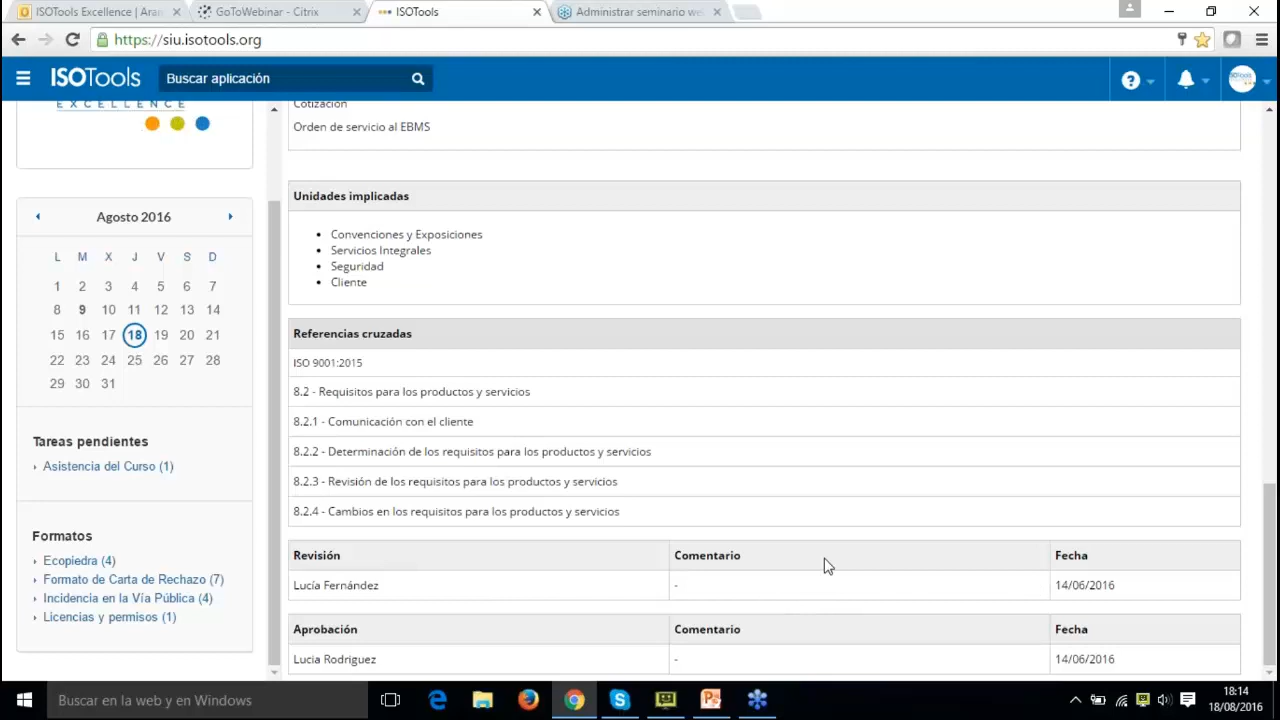 ISOTools Excellence | Aran
GoToWebinar - Citrix
ISOTools
Administrar seminario we
https://siu.isotools.org
ISOTools
Buscar aplicación
EXCELLENCE
Agosto 2016
L M X J V S D
1 2 3 4 5 6 7
8 9 10 11 12 13 14
15 16 17 18 19 20 21
22 23 24 25 26 27 28
29 30 31
Tareas pendientes
Asistencia del Curso (1)
Formatos
Ecopiedra (4)
Formato de Carta de Rechazo (7)
Incidencia en la Vía Pública (4)
Licencias y permisos (1)
Cotización
Orden de servicio al EBMS
Unidades implicadas
Convenciones y Exposiciones
Servicios Integrales
Seguridad
Cliente
Referencias cruzadas
ISO 9001:2015
8.2 - Requisitos para los productos y servicios
8.2.1 - Comunicación con el cliente
8.2.2 - Determinación de los requisitos para los productos y servicios
8.2.3 - Revisión de los requisitos para los productos y servicios
8.2.4 - Cambios en los requisitos para los productos y servicios
Revisión Comentario Fecha
Lucía Fernández - 14/06/2016
Aprobación Comentario Fecha
Lucia Rodriguez - 14/06/2016
Buscar en la web y en Windows
18:14
18/08/2016